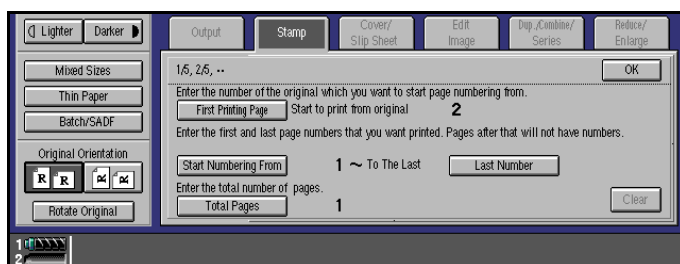 Lighter Darker
Output Stamp Cover/ Slip Sheet Edit Image Dup./Combine/ Series Reduce/ Enlarge
Mixed Sizes
Thin Paper
Batch/SADF
Original Orientation
R R R R
Rotate Original
1/5, 2/5, ··
OK
Enter the number of the original which you want to start page numbering from.
First Printing Page Start to print from original 2
Enter the first and last page numbers that you want printed. Pages after that will not have numbers.
Start Numbering From 1 ～ To The Last Last Number
Enter the total number of pages.
Total Pages 1
Clear
1
2